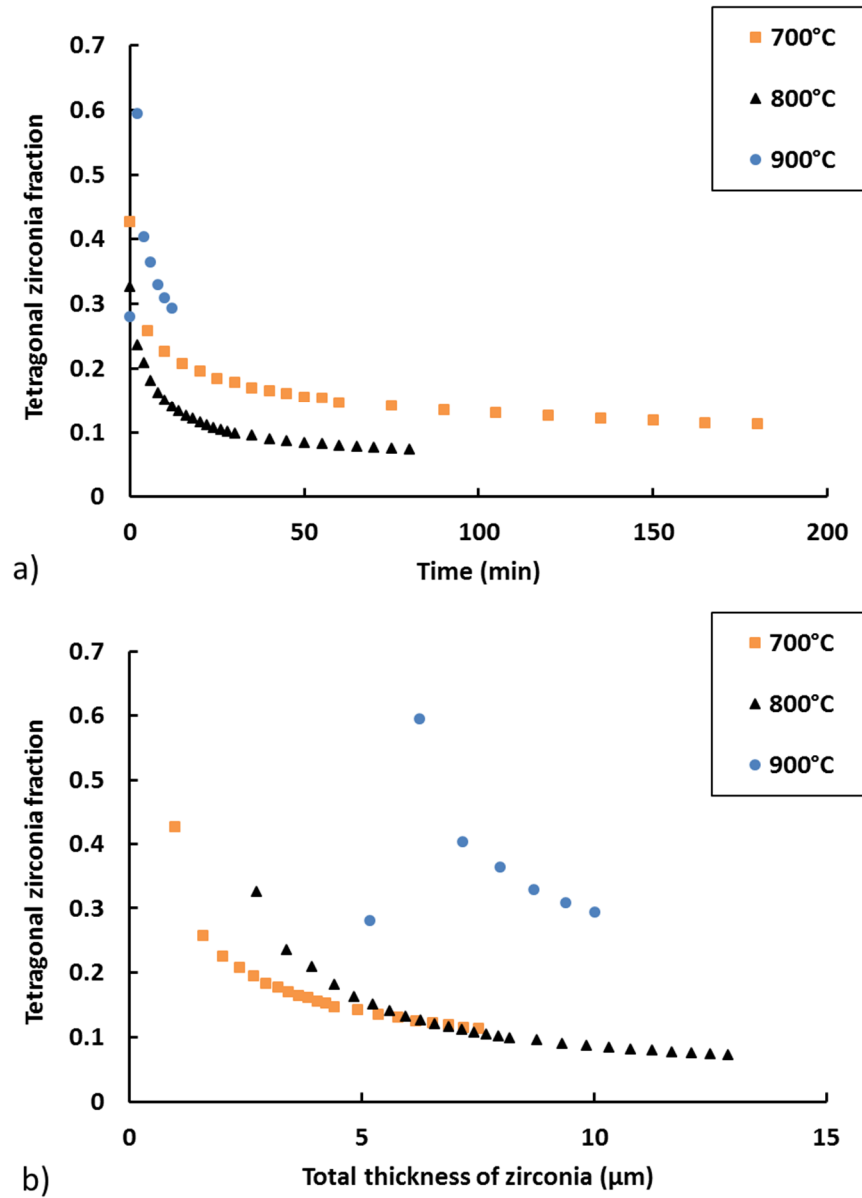 700°C
800°C
900°C
Tetragonal zirconia fraction
0.7
0.6
0.5
0.4
0.3
0.2
0.1
0
0 50 100 150 200
Time (min)
a)
700°C
800°C
900°C
Tetragonal zirconia fraction
0.7
0.6
0.5
0.4
0.3
0.2
0.1
0
0 5 10 15
Total thickness of zirconia (µm)
b)